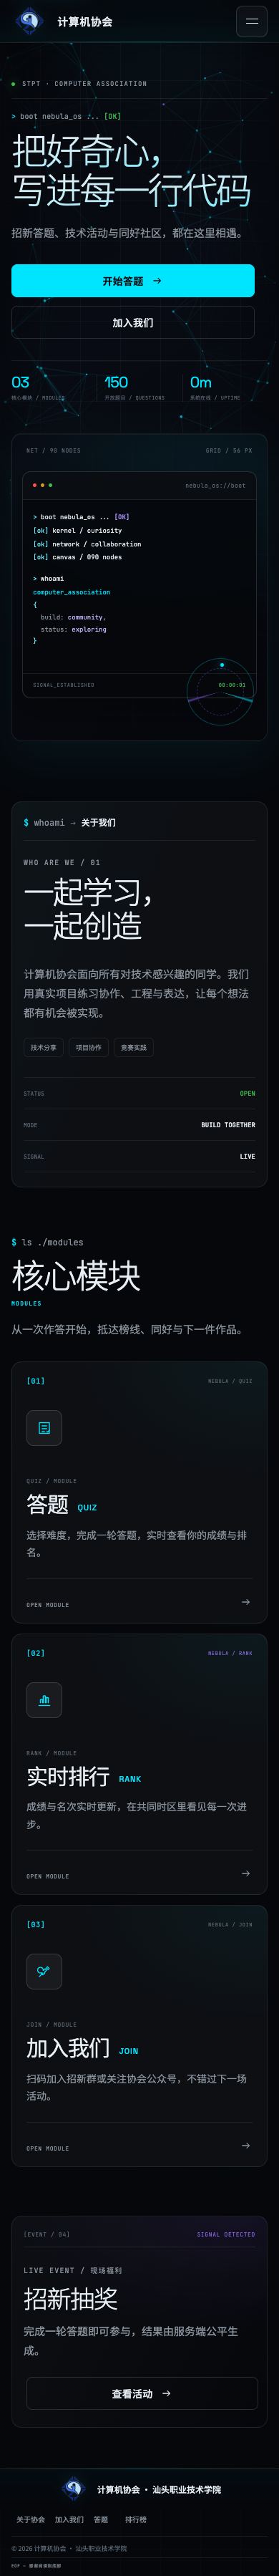 计算机协会
STPT · COMPUTER ASSOCIATION
> boot nebula_os ... [OK]
把好奇心，
写进每一行代码
招新答题、技术活动与同好社区，都在这里相遇。
开始答题 →
加入我们
03
核心模块 / MODULES
150
开放题目 / QUESTIONS
0m
系统在线 / UPTIME
NET / 90 NODES
GRID / 56 PX
nebula_os://boot
> boot nebula_os ... [OK]
[ok] kernel / curiosity
[ok] network / collaboration
[ok] canvas / 090 nodes
> whoami
computer_association
{
build: community,
status: exploring
}
SIGNAL_ESTABLISHED
00:00:01
$ whoami → 关于我们
WHO ARE WE / 01
一起学习，
一起创造
计算机协会面向所有对技术感兴趣的同学。我们
用真实项目练习协作、工程与表达，让每个想法
都有机会被实现。
技术分享
项目协作
竞赛实践
STATUS
OPEN
MODE
BUILD TOGETHER
SIGNAL
LIVE
$ ls ./modules
核心模块
MODULES
从一次作答开始，抵达榜线、同好与下一件作品。
[01]
NEBULA / QUIZ
QUIZ / MODULE
答题 QUIZ
选择难度，完成一轮答题，实时查看你的成绩与排
名。
OPEN MODULE →
[02]
NEBULA / RANK
RANK / MODULE
实时排行 RANK
成绩与名次实时更新，在共同时区里看见每一次进
步。
OPEN MODULE →
[03]
NEBULA / JOIN
JOIN / MODULE
加入我们 JOIN
扫码加入招新群或关注协会公众号，不错过下一场
活动。
OPEN MODULE →
[EVENT / 04]
SIGNAL DETECTED
LIVE EVENT / 现场福利
招新抽奖
完成一轮答题即可参与，结果由服务端公平生
成。
查看活动 →
计算机协会 · 汕头职业技术学院
关于协会
加入我们
答题
排行榜
© 2026 计算机协会 · 汕头职业技术学院